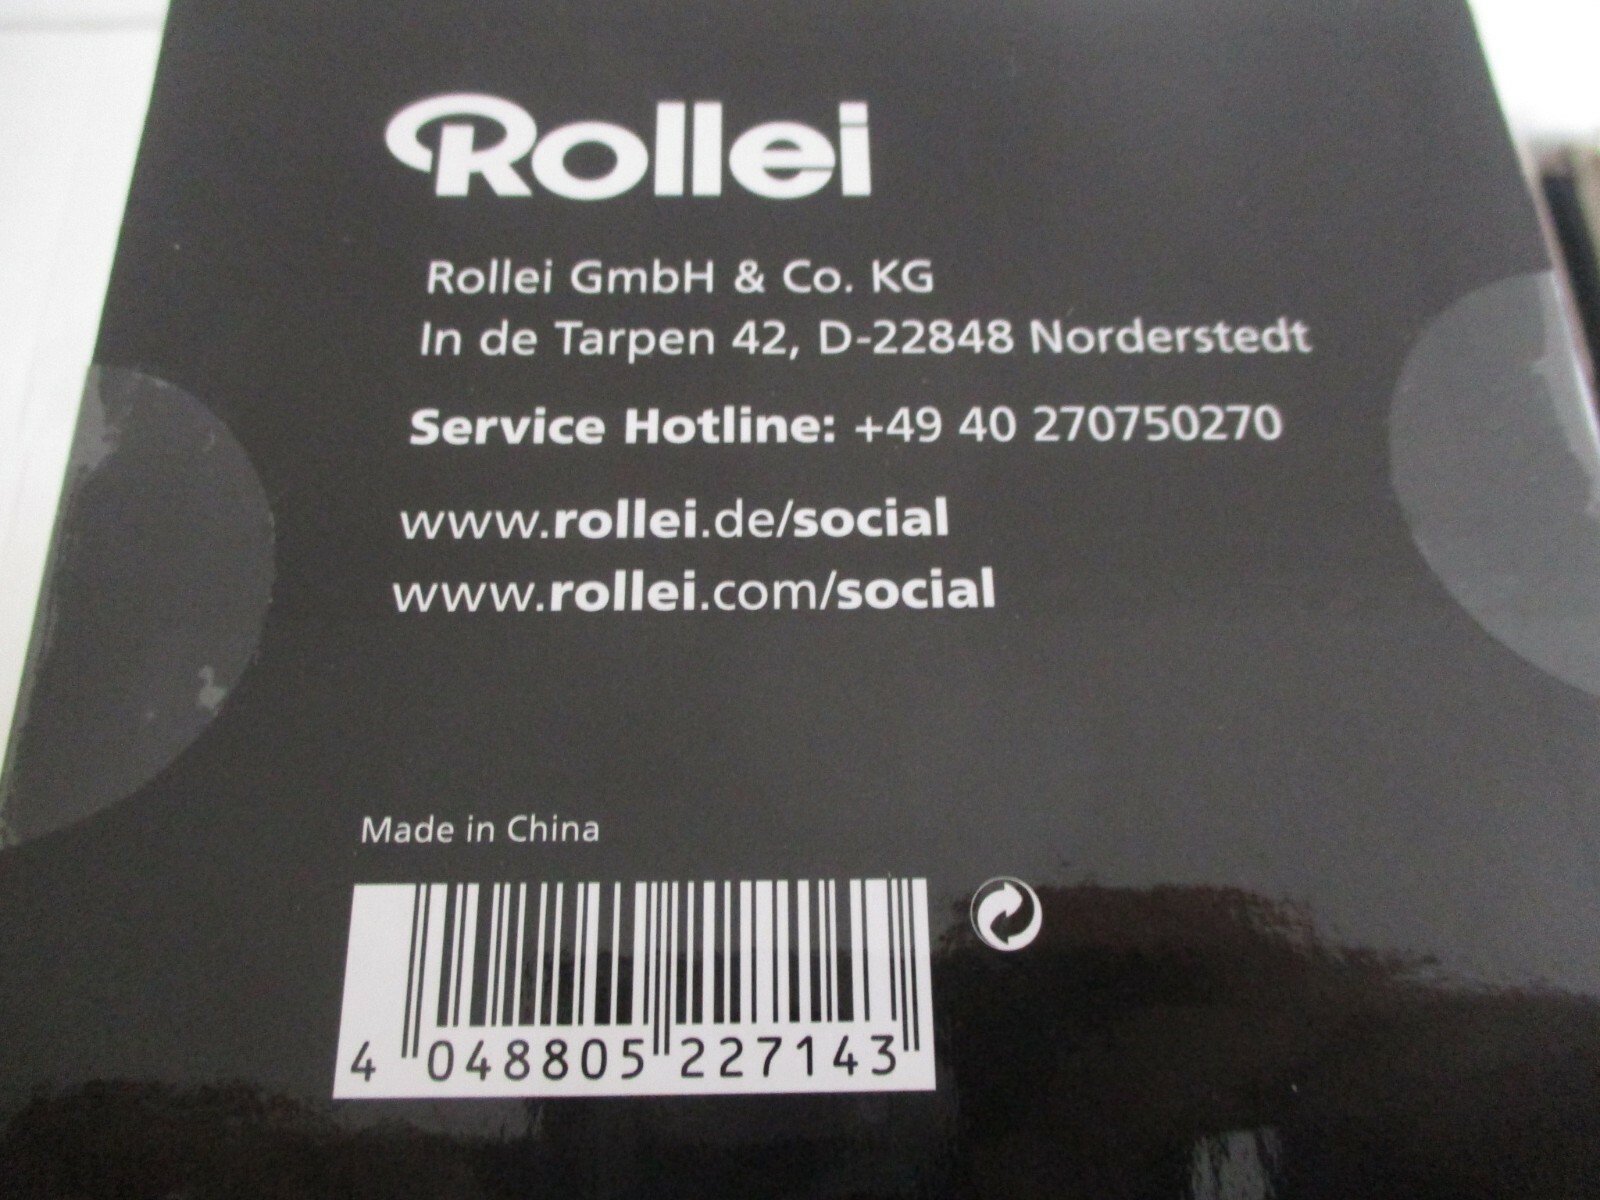 Rollei
Rollei GmbH & Co. KG
In de Tarpen 42, D-22848 Norderstedt
Service Hotline: +49 40 270750270
www.rollei.de/social
www.rollei.com/social
Made in China
4 048805 227143